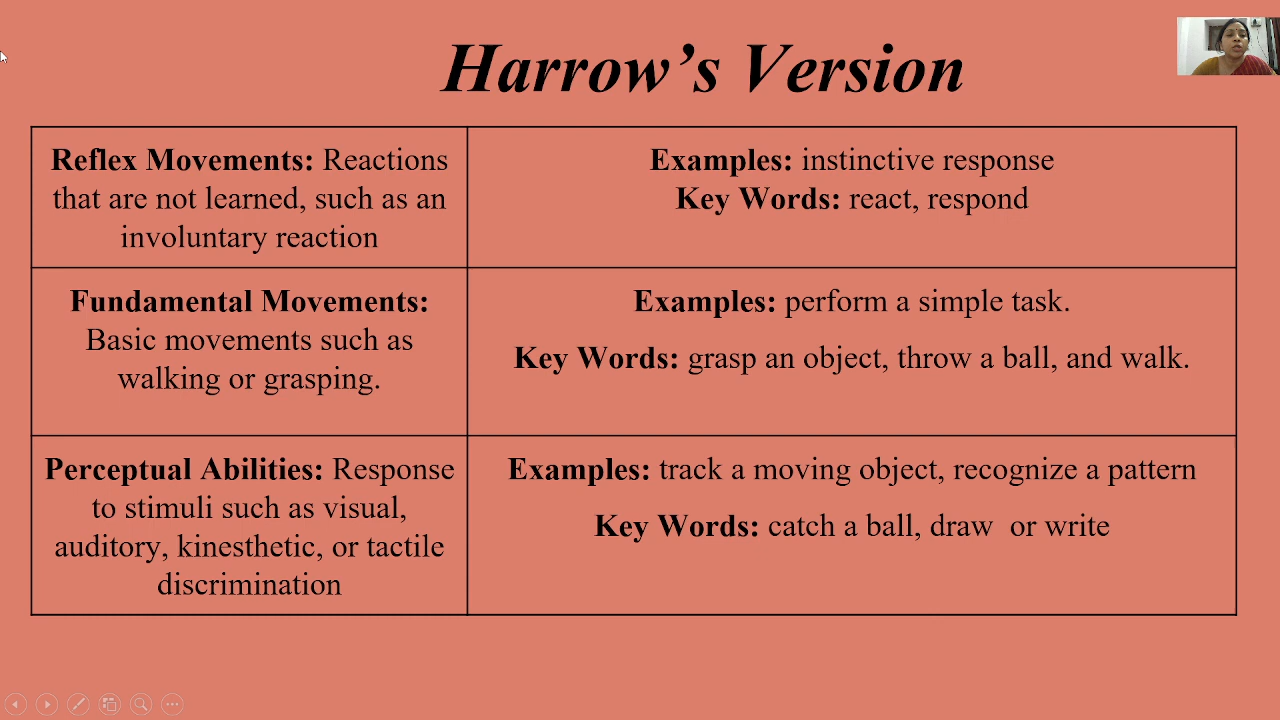 Harrow’s Version
Reflex Movements: Reactions
that are not learned, such as an
involuntary reaction
Examples: instinctive response
Key Words: react, respond
Fundamental Movements:
Basic movements such as
walking or grasping.
Examples: perform a simple task.
Key Words: grasp an object, throw a ball, and walk.
Perceptual Abilities: Response
to stimuli such as visual,
auditory, kinesthetic, or tactile
discrimination
Examples: track a moving object, recognize a pattern
Key Words: catch a ball, draw  or write